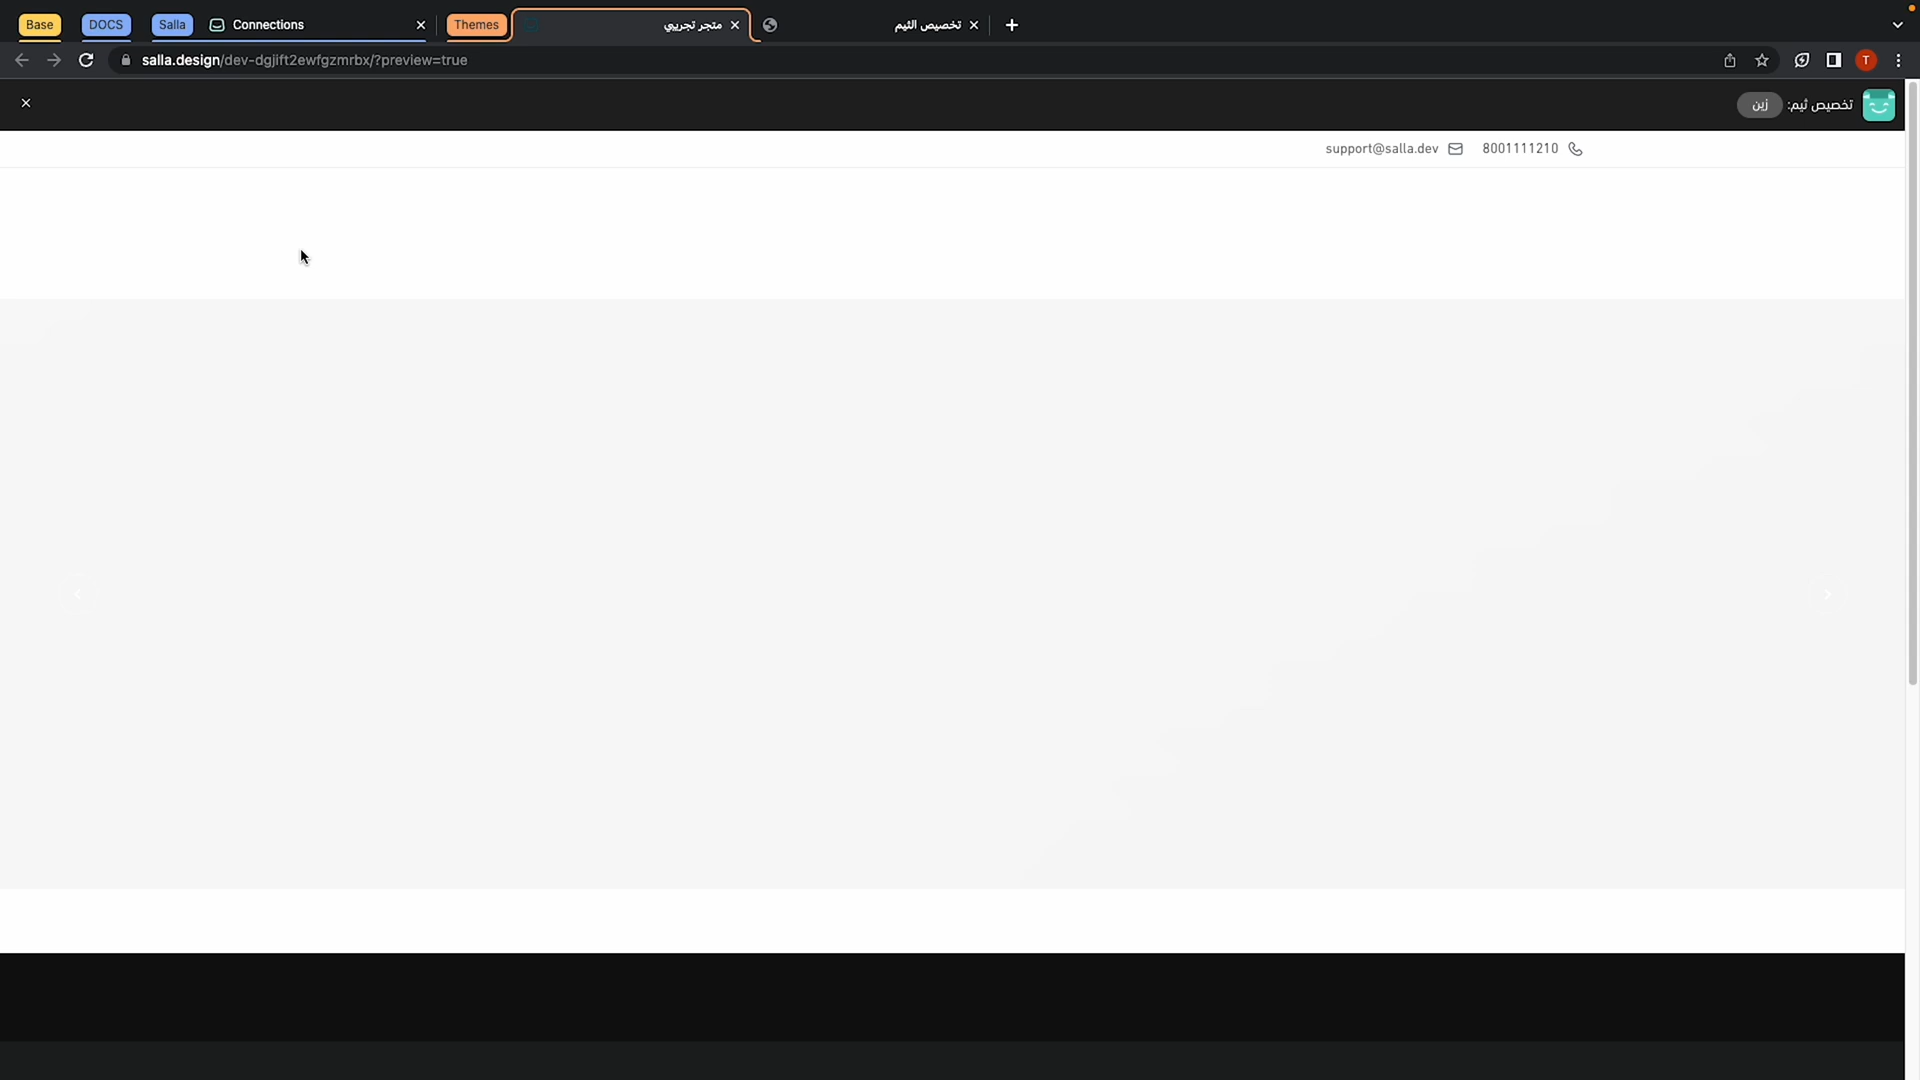 Base
DOCS
Salla
Connections
Themes
متجر تجريبي
تخصيص الثيم
salla.design/dev-dgjift2ewfgzmrbx/?preview=true
T
تخصيص ثيم: زين
support@salla.dev
8001111210